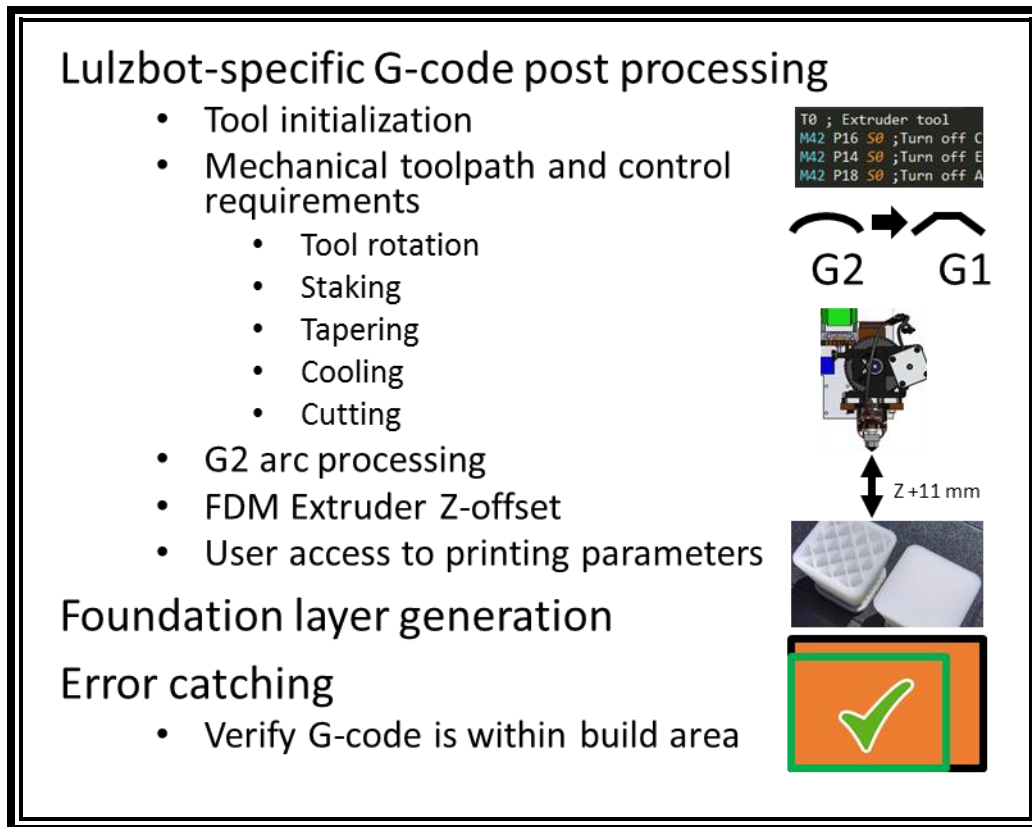 Lulzbot-specific G-code post processing
• Tool initialization
• Mechanical toolpath and control
requirements
• Tool rotation
• Staking
• Tapering
• Cooling
• Cutting
• G2 arc processing
• FDM Extruder Z-offset
• User access to printing parameters
Foundation layer generation
Error catching
• Verify G-code is within build area
T0 ; Extruder tool
M42 P16 S0 ;Turn off C
M42 P14 S0 ;Turn off E
M42 P18 S0 ;Turn off A
G2 G1
Z +11 mm